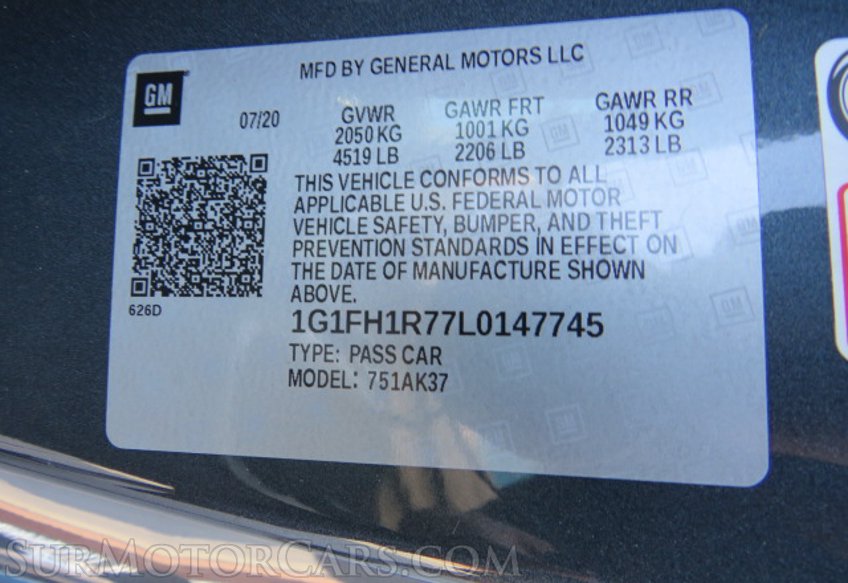 MFD BY GENERAL MOTORS LLC
GM
07/20
GVWR GAWR FRT GAWR RR
2050 KG 1001 KG 1049 KG
4519 LB 2206 LB 2313 LB
THIS VEHICLE CONFORMS TO ALL
APPLICABLE U.S. FEDERAL MOTOR
VEHICLE SAFETY, BUMPER, AND THEFT
PREVENTION STANDARDS IN EFFECT ON
THE DATE OF MANUFACTURE SHOWN
ABOVE.
626D
1G1FH1R77L0147745
TYPE: PASS CAR
MODEL: 751AK37
SURMOTORCARS.COM